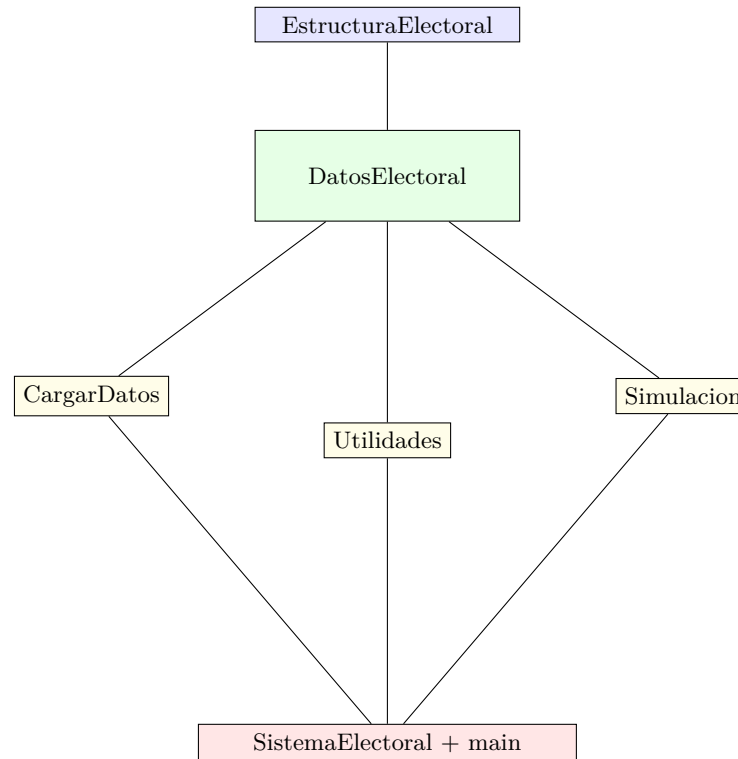 EstructuraElectoral
DatosElectoral
CargarDatos
Simulacion
Utilidades
SistemaElectoral + main